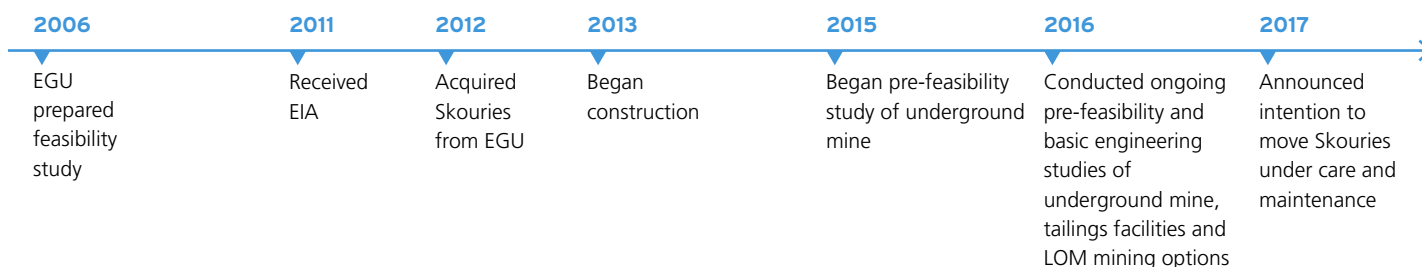 2006
EGU
prepared
feasibility
study
2011
Received
EIA
2012
Acquired
Skouries
from EGU
2013
Began
construction
2015
Began pre-feasibility
study of underground
mine
2016
Conducted ongoing
pre-feasibility and
basic engineering
studies of
underground mine,
tailings facilities and
LOM mining options
2017
Announced
intention to
move Skouries
under care and
maintenance